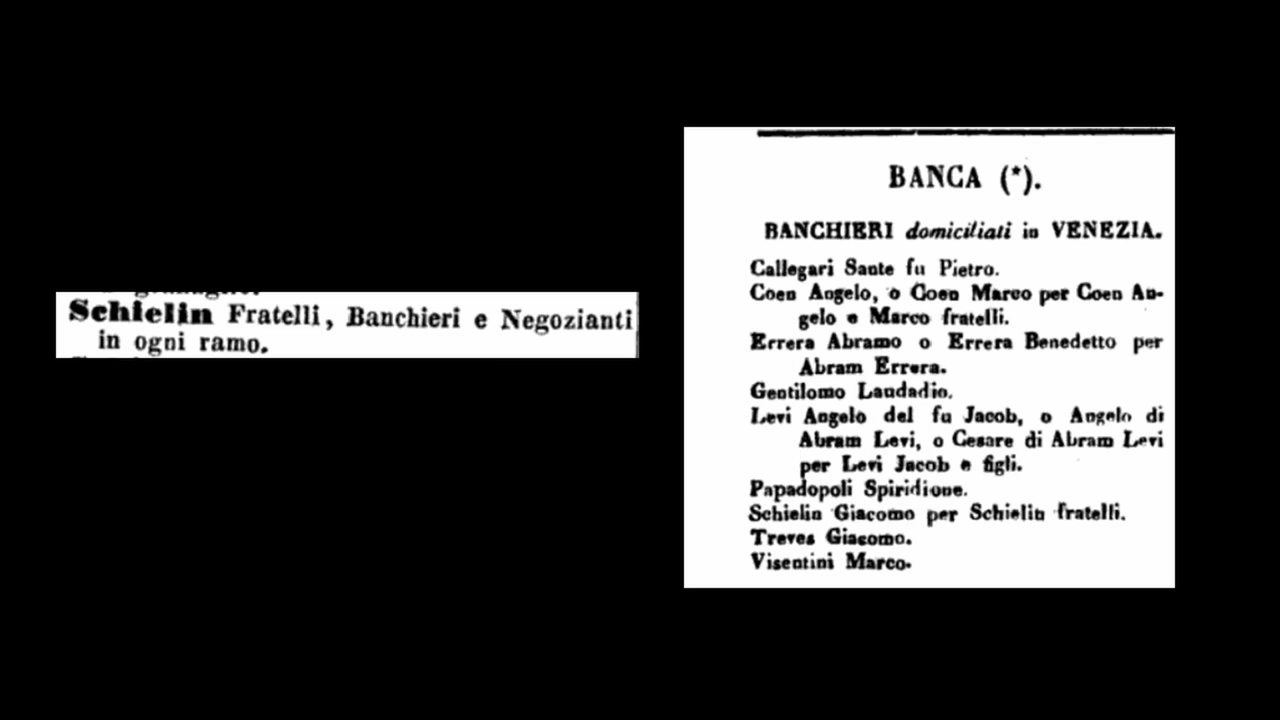 Schielin Fratelli, Banchieri e Negozianti
in ogni ramo.
BANCA (*).
BANCHIERI domiciliati in VENEZIA.
Callegari Sante fu Pietro.
Coen Angelo, o Coen Marco per Coen An-
gelo e Marco fratelli.
Errera Abramo o Errera Benedetto per
Abram Errera.
Gentilomo Laudadio.
Levi Angelo del fu Jacob, o Angelo di
Abram Levi, o Cesare di Abram Levi
per Levi Jacob e figli.
Papadopoli Spiridione.
Schielin Giacomo per Schielin fratelli.
Treves Giacomo.
Visentini Marco.